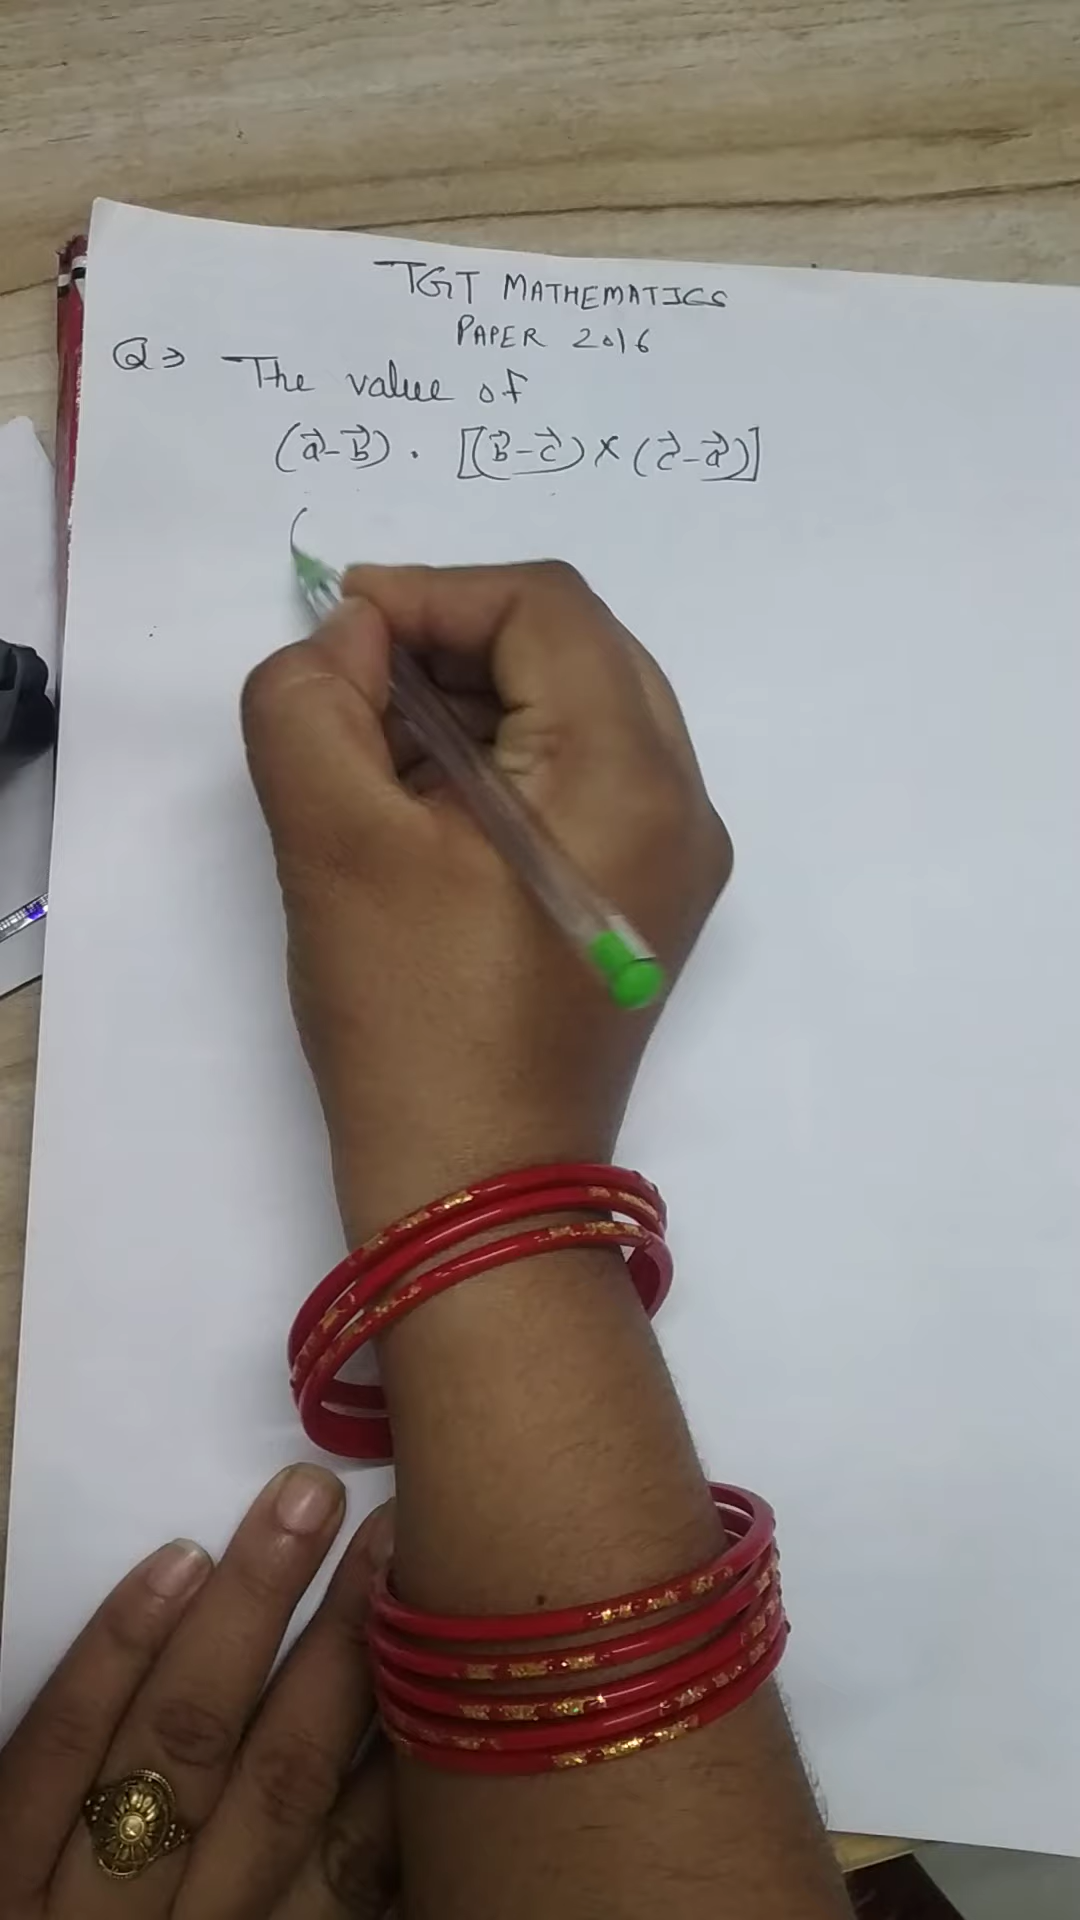 TGT MATHEMATICS
PAPER 2016
Q⇒ The value of
(a⃗-b⃗) . [(b⃗-c⃗)×(c⃗-a⃗)]
(